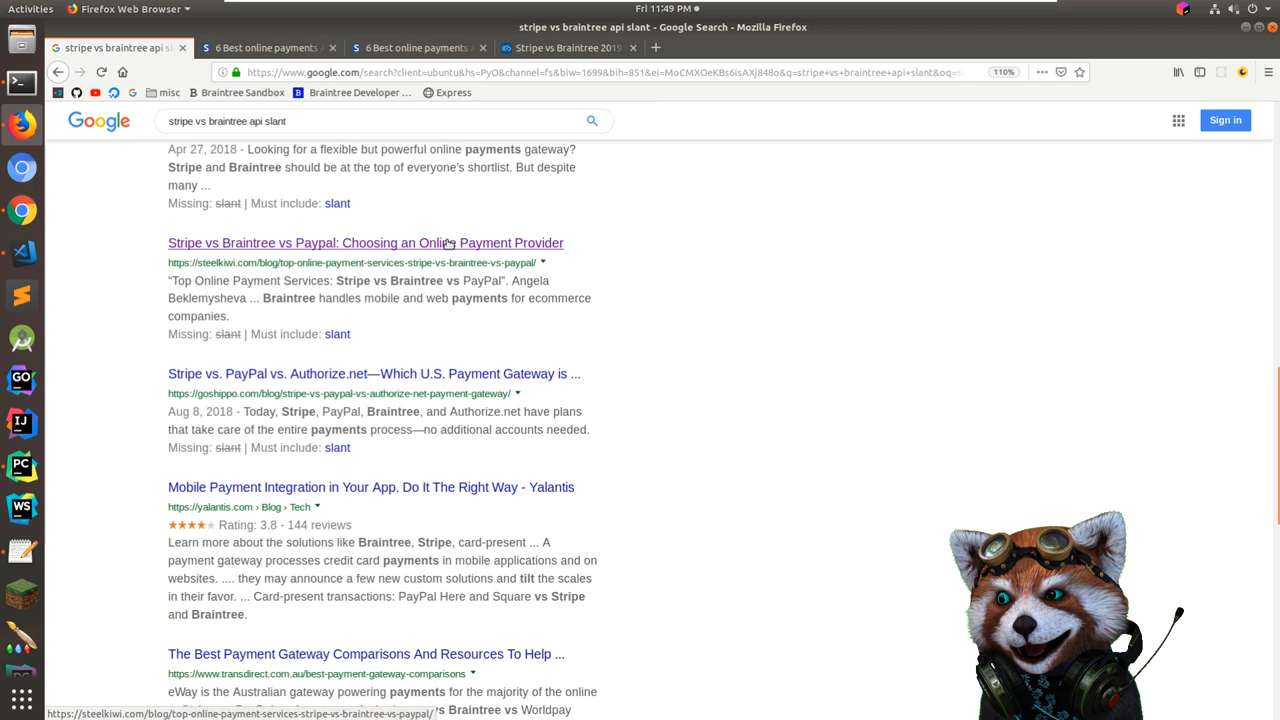 Activities
Firefox Web Browser
Fri 11:49
stripe vs braintree api slant - Google Search - Mozilla Firefox
stripe vs braintree api sl
6 Best online payments
6 Best online payments
Stripe vs Braintree 2019
https://www.google.com/search?client=ubuntu&hs=PyO&channel=fs&biw=1699&bih=851&ei=MoCMXOeKBs6isAXj848o&q=stripe+vs+braintree+api+slant&oq=s
110%
misc
Braintree Sandbox
Braintree Developer ...
Express
Google
stripe vs braintree api slant
Sign in
Apr 27, 2018 - Looking for a flexible but powerful online payments gateway?
Stripe and Braintree should be at the top of everyone's shortlist. But despite
many ...
Missing: slant | Must include: slant
Stripe vs Braintree vs Paypal: Choosing an Online Payment Provider
https://steelkiwi.com/blog/top-online-payment-services-stripe-vs-braintree-vs-paypal/
“Top Online Payment Services: Stripe vs Braintree vs PayPal”. Angela
Beklemysheva ... Braintree handles mobile and web payments for ecommerce
companies.
Missing: slant | Must include: slant
Stripe vs. PayPal vs. Authorize.net—Which U.S. Payment Gateway is ...
https://goshippo.com/blog/stripe-vs-paypal-vs-authorize-net-payment-gateway/
Aug 8, 2018 - Today, Stripe, PayPal, Braintree, and Authorize.net have plans
that take care of the entire payments process—no additional accounts needed.
Missing: slant | Must include: slant
Mobile Payment Integration in Your App. Do It The Right Way - Yalantis
https://yalantis.com › Blog › Tech
Rating: 3.8 - 144 reviews
Learn more about the solutions like Braintree, Stripe, card-present ... A
payment gateway processes credit card payments in mobile applications and on
websites. .... they may announce a few new custom solutions and tilt the scales
in their favor. ... Card-present transactions: PayPal Here and Square vs Stripe
and Braintree.
The Best Payment Gateway Comparisons And Resources To Help ...
https://www.transdirect.com.au/best-payment-gateway-comparisons
eWay is the Australian gateway powering payments for the majority of the online
vs Braintree vs Worldpay
https://steelkiwi.com/blog/top-online-payment-services-stripe-vs-braintree-vs-paypal/
GO
IJ
PC
WS